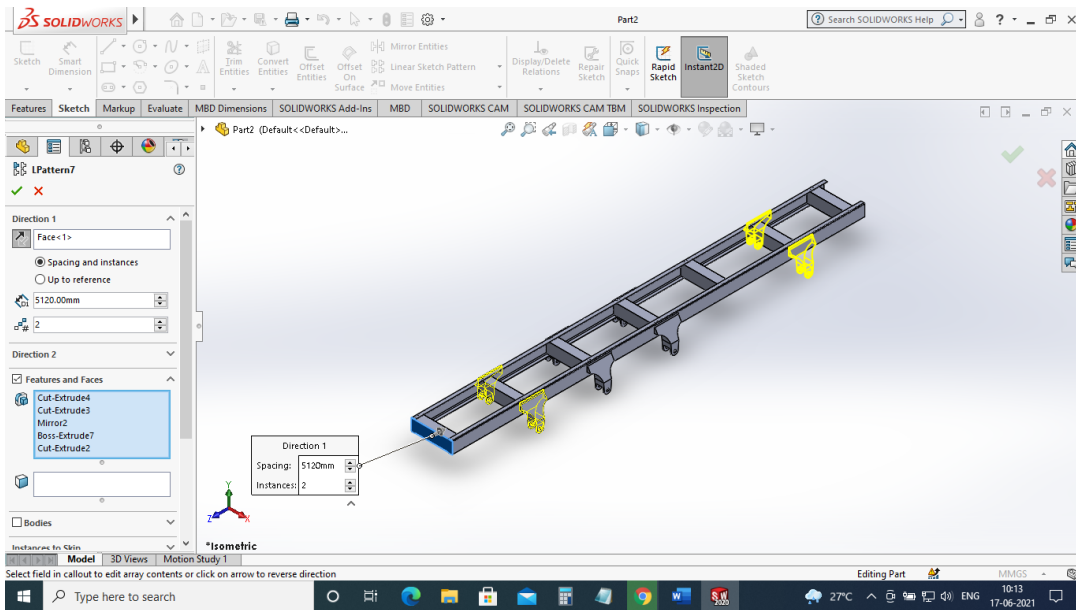 SOLIDWORKS
Part2
Search SOLIDWORKS Help
?
Sketch
Smart Dimension
Trim Entities
Convert Entities
Offset Entities
Offset On Surface
Mirror Entities
Linear Sketch Pattern
Move Entities
Display/Delete Relations
Repair Sketch
Quick Snaps
Rapid Sketch
Instant2D
Shaded Sketch Contours
Features Sketch Markup Evaluate MBD Dimensions SOLIDWORKS Add-Ins MBD SOLIDWORKS CAM SOLIDWORKS CAM TBM SOLIDWORKS Inspection
Part2 (Default<<Default>...
LPattern7
Direction 1
Face<1>
Spacing and instances
Up to reference
D1
5120.00mm
#
2
Direction 2
Features and Faces
Cut-Extrude4
Cut-Extrude3
Mirror2
Boss-Extrude7
Cut-Extrude2
Bodies
Instances to Skip
Direction 1
Spacing: 5120mm
Instances: 2
Y
Z
X
*Isometric
Model 3D Views Motion Study 1
Select field in callout to edit array contents or click on arrow to reverse direction
Editing Part
MMGS
Type here to search
W
SW
2020
27°C
ENG
10:13
17-06-2021